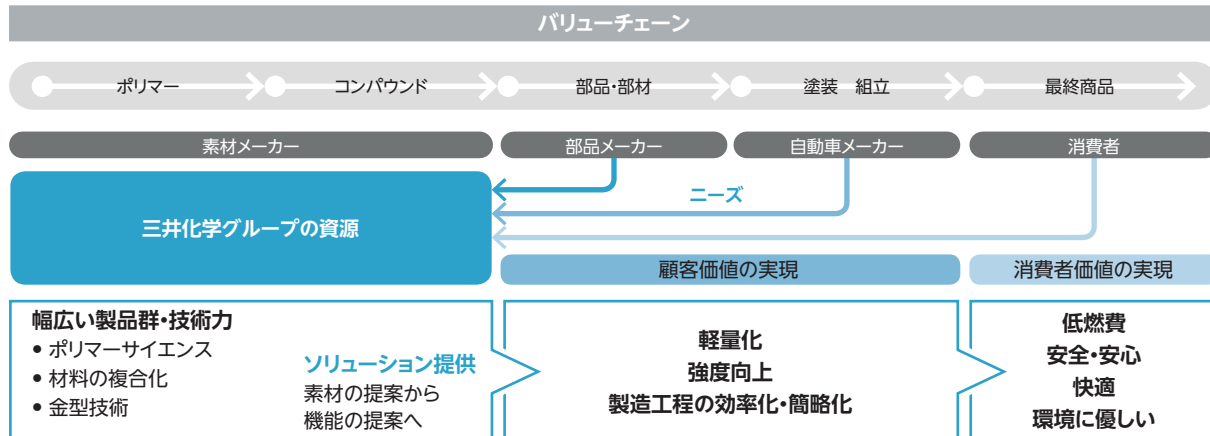 バリューチェーン
ポリマー
コンパウンド
部品・部材
塗装　組立
最終商品
素材メーカー
部品メーカー
自動車メーカー
消費者
ニーズ
三井化学グループの資源
顧客価値の実現
消費者価値の実現
幅広い製品群・技術力
• ポリマーサイエンス
• 材料の複合化
• 金型技術
ソリューション提供
素材の提案から
機能の提案へ
軽量化
強度向上
製造工程の効率化・簡略化
低燃費
安全・安心
快適
環境に優しい